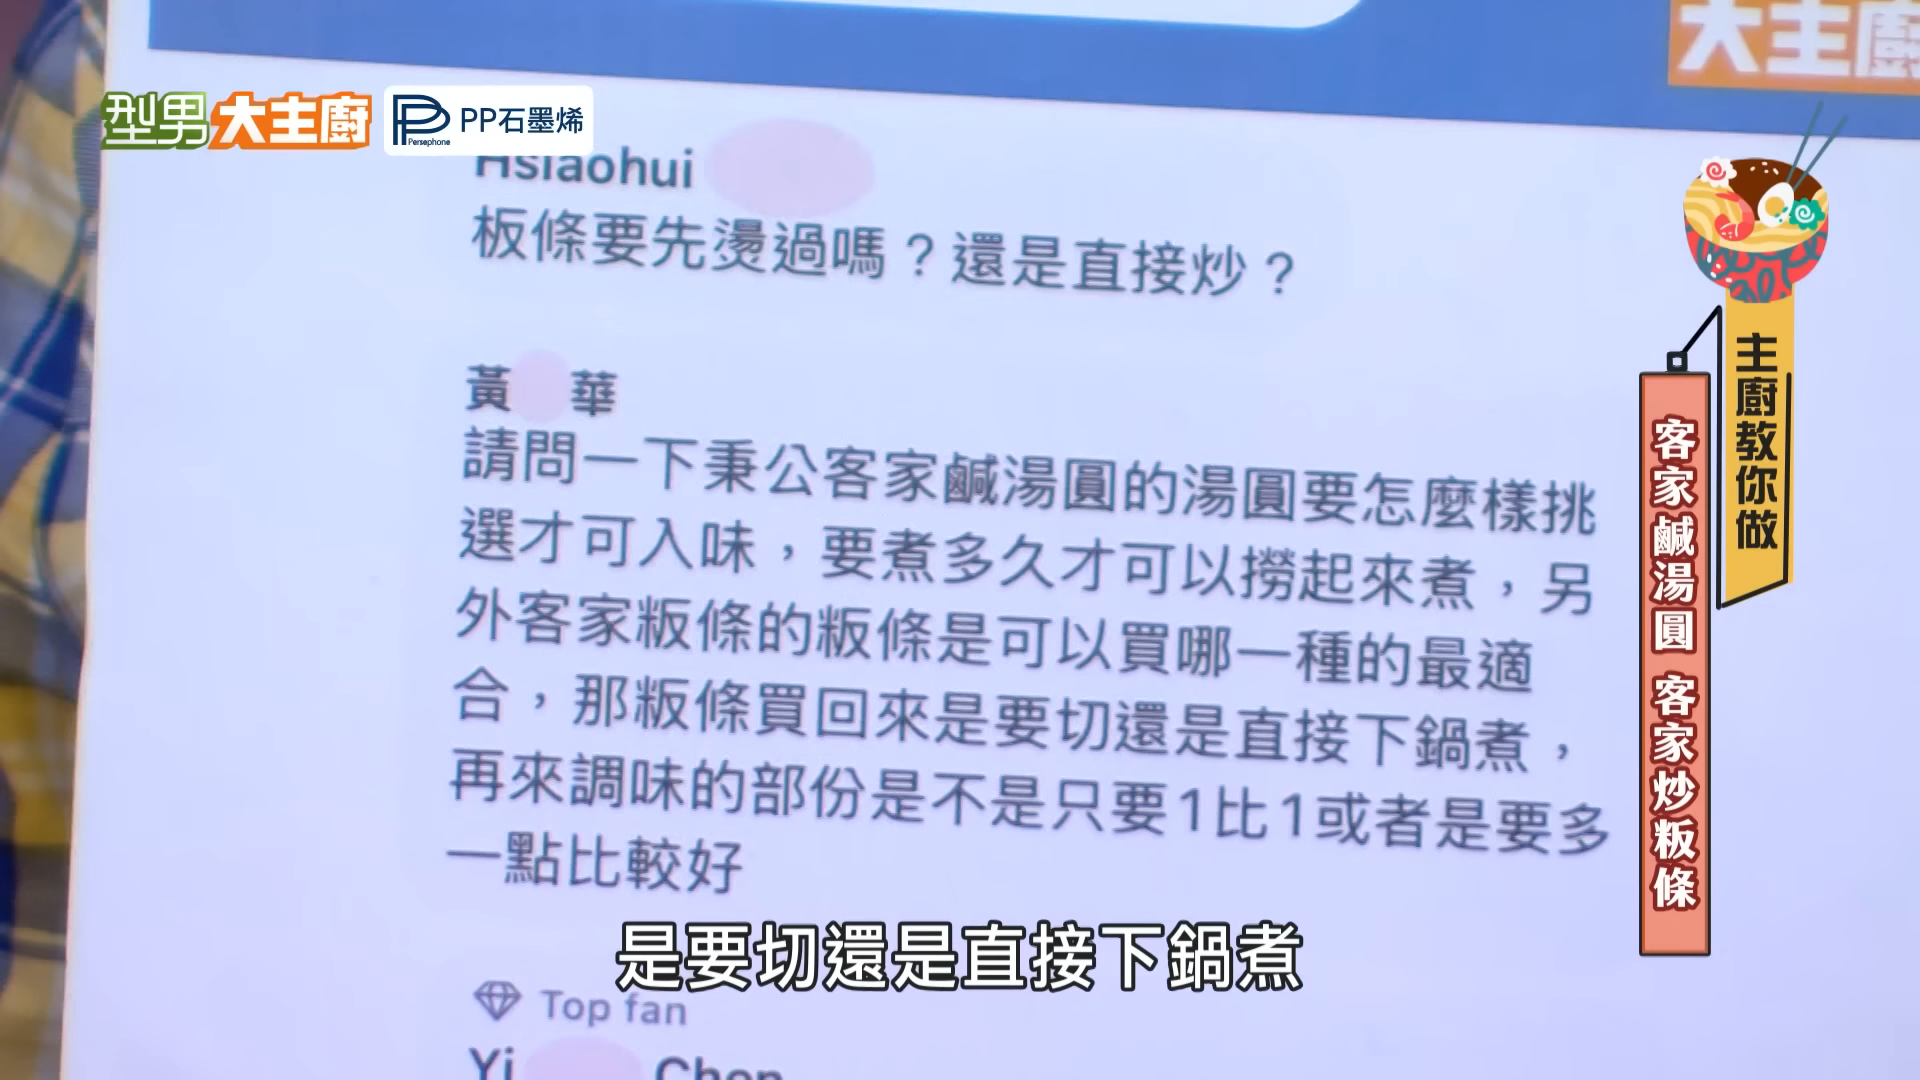 大主廚
型男大主廚
PP石墨烯
Persephone
Hsiaohui
板條要先燙過嗎？還是直接炒？
黃 華
請問一下秉公客家鹹湯圓的湯圓要怎麼樣挑
選才可入味，要煮多久才可以撈起來煮，另
外客家粄條的粄條是可以買哪一種的最適
合，那粄條買回來是要切還是直接下鍋煮，
再來調味的部份是不是只要1比1或者是要多
一點比較好
Top fan
Yi Chen
主廚教你做
客家鹹湯圓 客家炒粄條
是要切還是直接下鍋煮